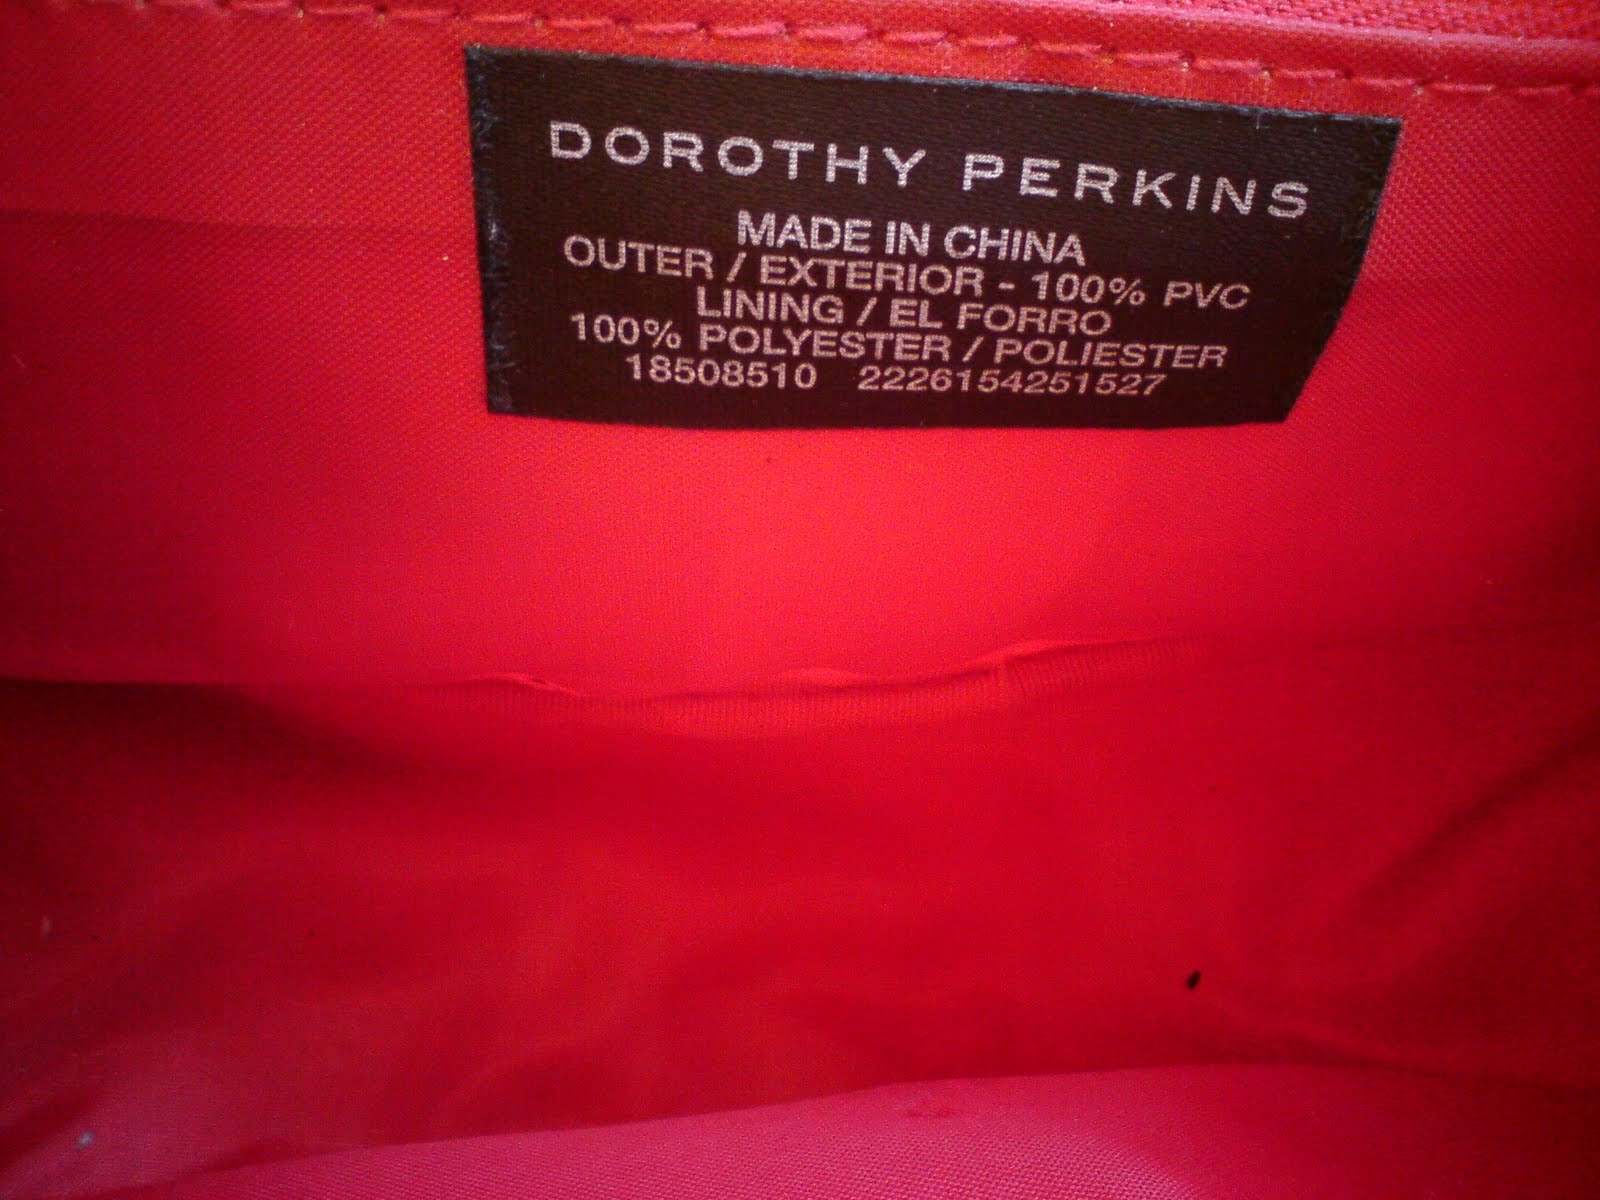 DOROTHY PERKINS
MADE IN CHINA
OUTER / EXTERIOR - 100% PVC
LINING / EL FORRO
100% POLYESTER / POLIESTER
18508510 2226154251527